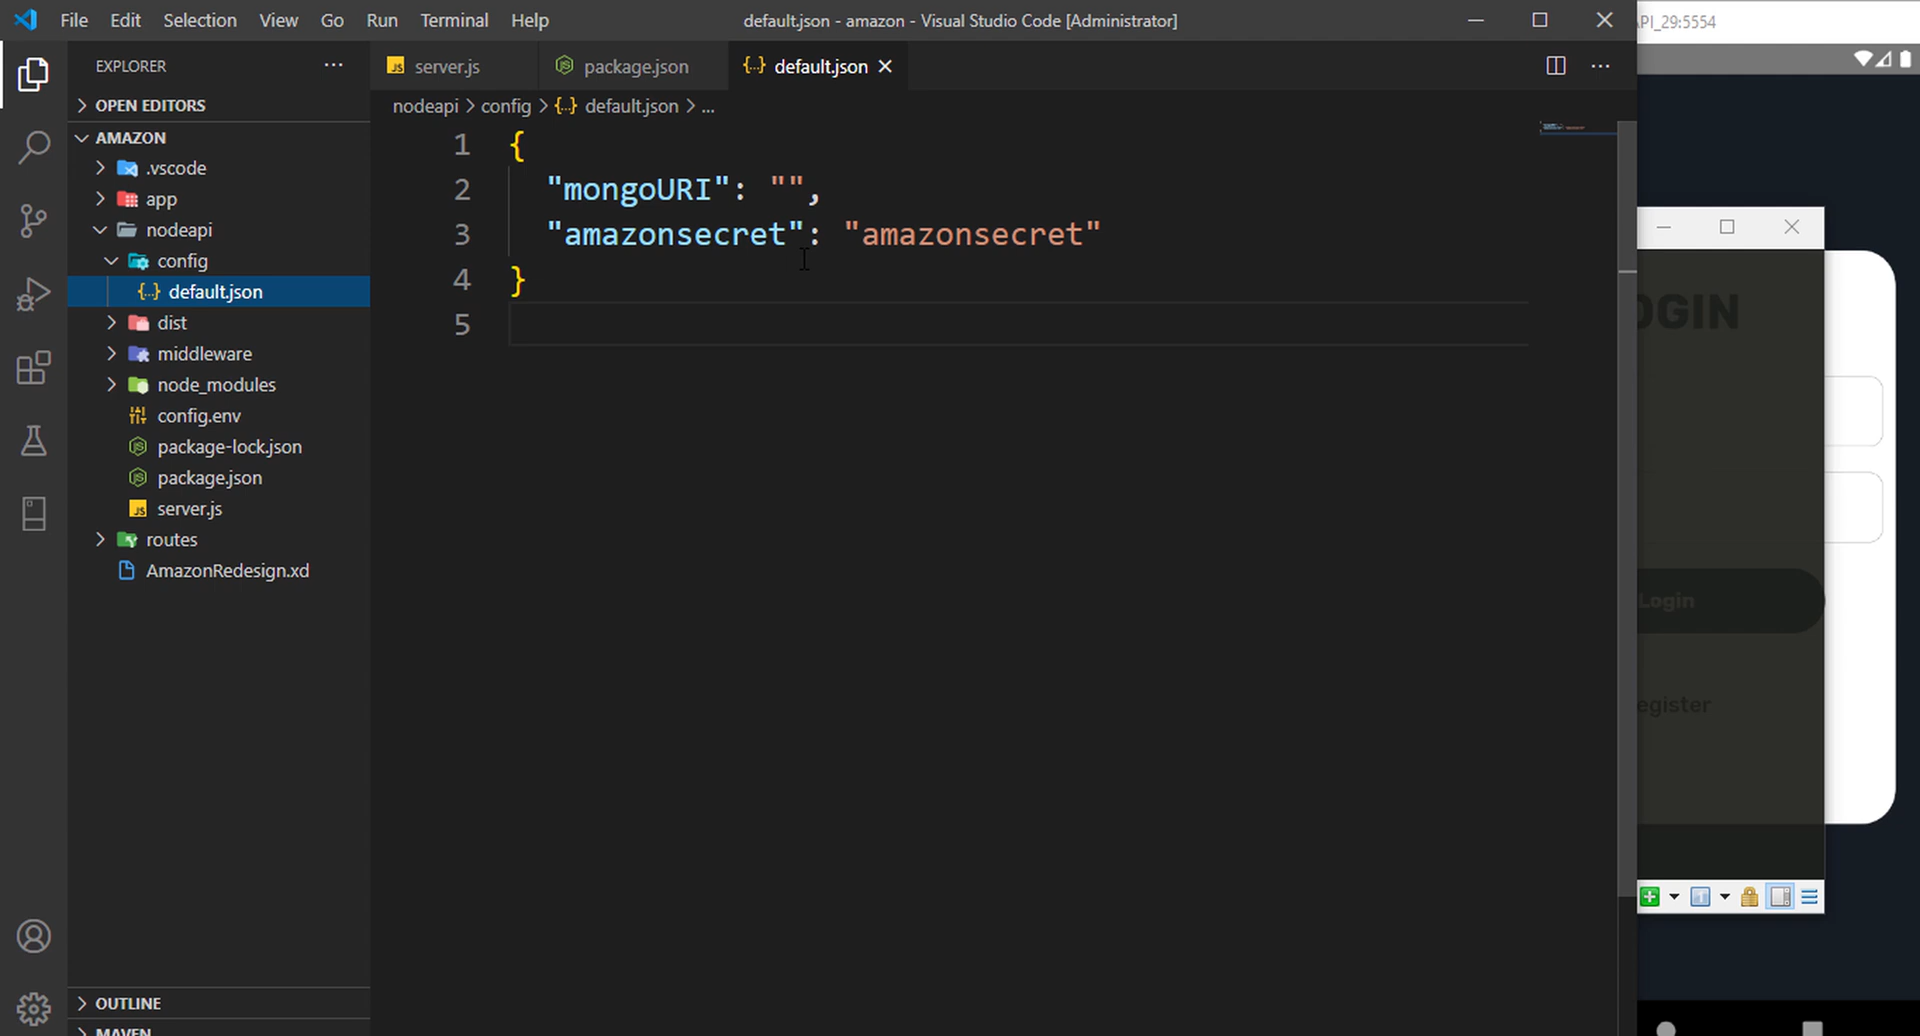 File Edit Selection View Go Run Terminal Help default.json - amazon - Visual Studio Code [Administrator]
PI_29:5554
EXPLORER
server.js package.json default.json
OPEN EDITORS
nodeapi > config > {..} default.json > ...
AMAZON
.vscode
app
nodeapi
config
default.json
dist
middleware
node_modules
config.env
package-lock.json
package.json
server.js
routes
AmazonRedesign.xd
OUTLINE
MAVEN
1 {
2 "mongoURI": "",
3 "amazonsecret": "amazonsecret"
4 }
5
OGIN
Login
egister